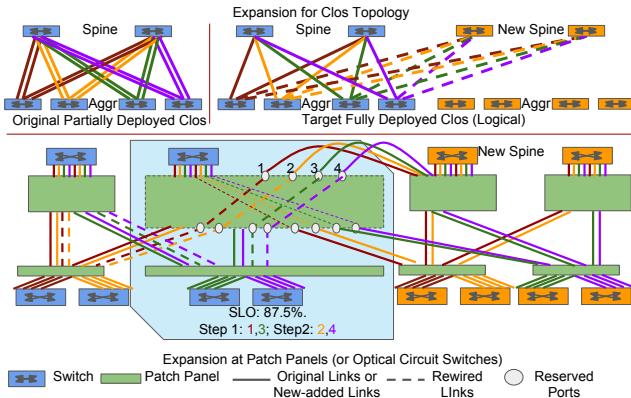 Expansion for Clos Topology
Spine
Spine
New Spine
Aggr
Aggr
Aggr
Original Partially Deployed Clos
Target Fully Deployed Clos (Logical)
New Spine
1 2 3 4
SLO: 87.5%.
Step 1: 1,3; Step2: 2,4
Expansion at Patch Panels (or Optical Circuit Switches)
Switch
Patch Panel
Original Links or
New-added Links
Rewired
LInks
Reserved
Ports